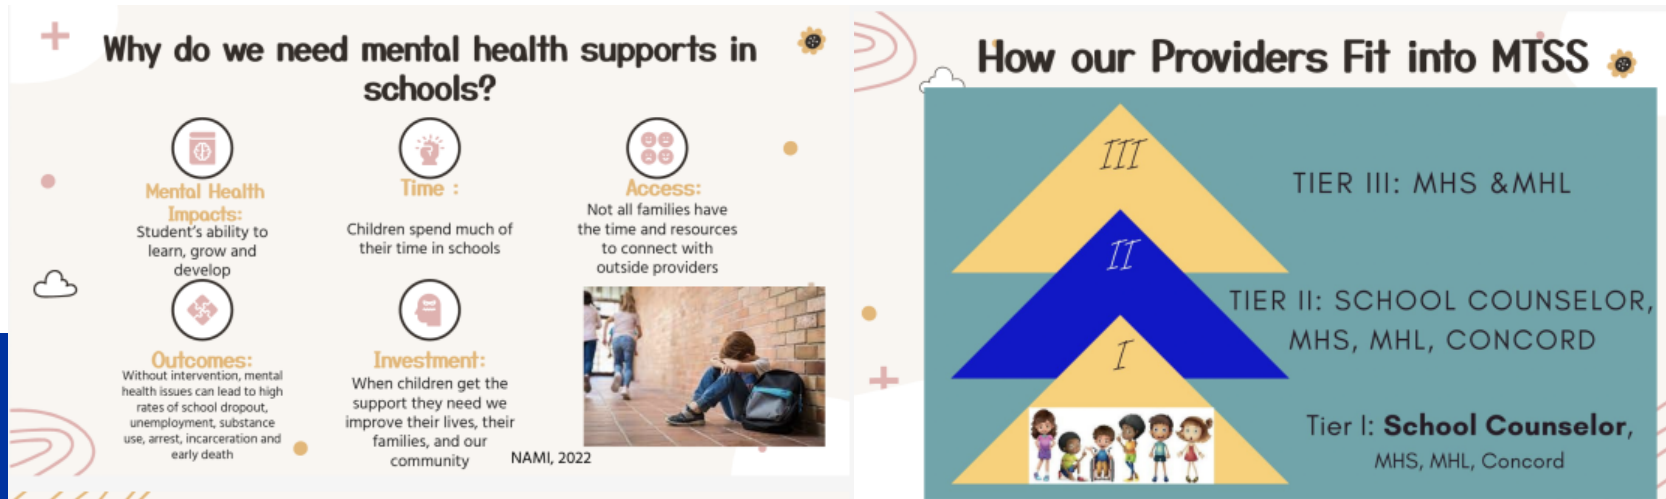 Why do we need mental health supports in
schools?
Mental Health
Impacts:
Student's ability to
learn, grow and
develop
Time :
Children spend much of
their time in schools
Access:
Not all families have
the time and resources
to connect with
outside providers
Outcomes:
Without intervention, mental
health issues can lead to high
rates of school dropout,
unemployment, substance
use, arrest, incarceration and
early death
Investment:
When children get the
support they need we
improve their lives, their
families, and our
community
NAMI, 2022
How our Providers Fit into MTSS
III
TIER III: MHS &MHL
II
TIER II: SCHOOL COUNSELOR,
MHS, MHL, CONCORD
I
Tier I: School Counselor,
MHS, MHL, Concord